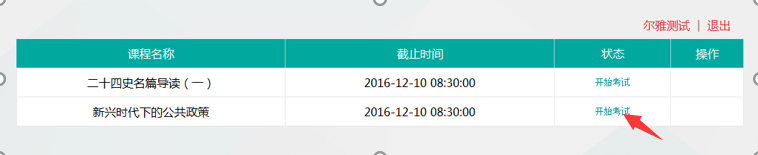 尔雅测试 | 退出
课程名称 截止时间 状态 操作
二十四史名篇导读（一） 2016-12-10 08:30:00 开始考试
新兴时代下的公共政策 2016-12-10 08:30:00 开始考试